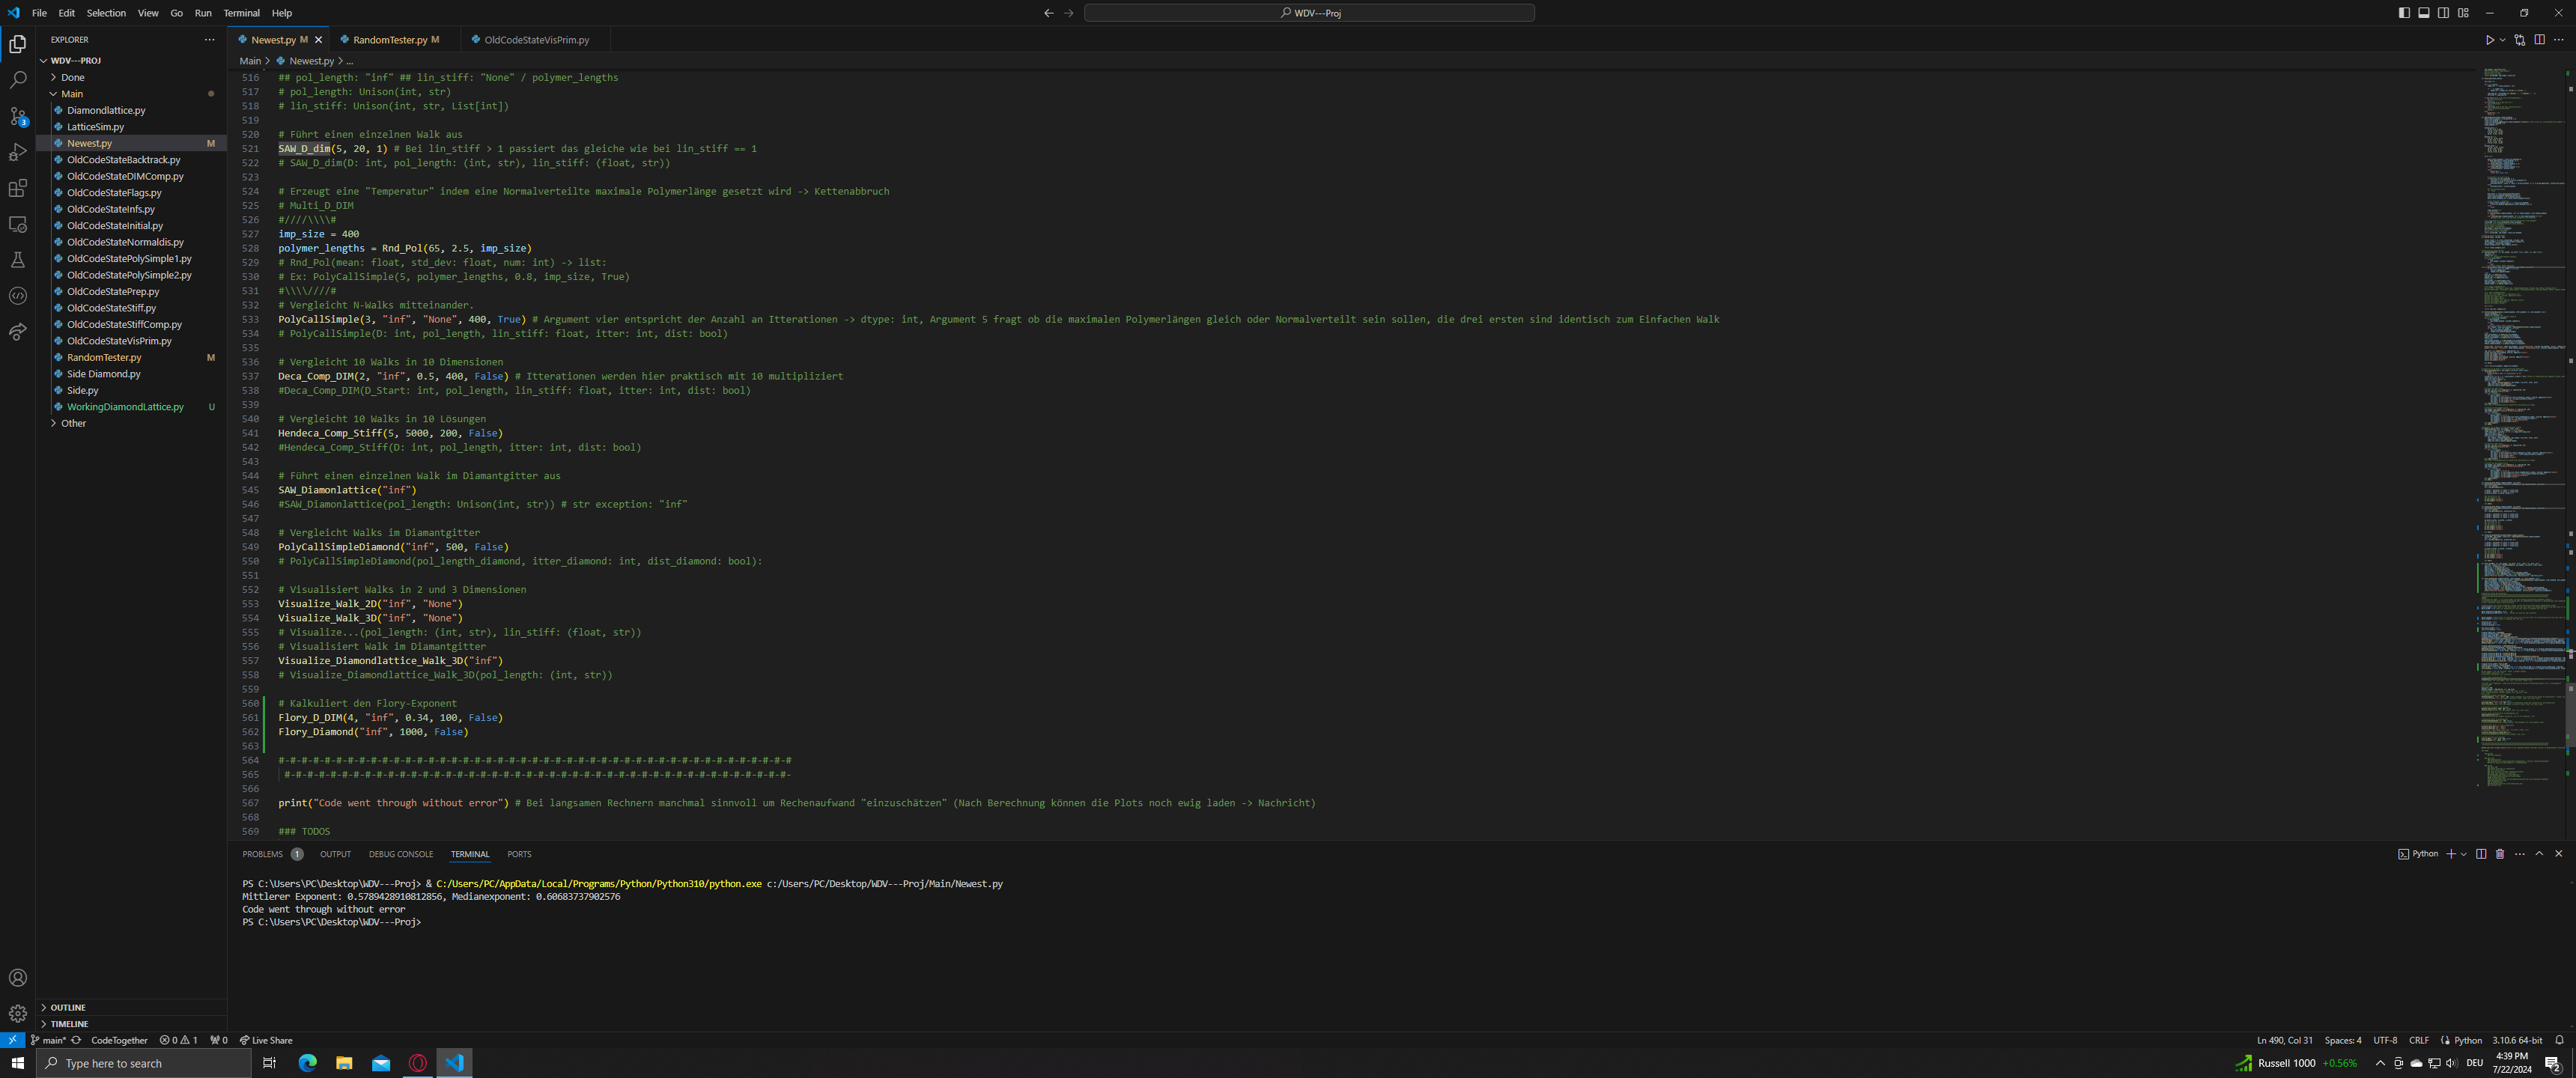 File Edit Selection View Go Run Terminal Help
WDV---Proj
EXPLORER
WDV---PROJ
Done
Main
Diamondlattice.py
LatticeSim.py
Newest.py M
OldCodeStateBacktrack.py
OldCodeStateDIMComp.py
OldCodeStateFlags.py
OldCodeStateInfs.py
OldCodeStateInitial.py
OldCodeStateNormaldis.py
OldCodeStatePolySimple1.py
OldCodeStatePolySimple2.py
OldCodeStatePrep.py
OldCodeStateStiff.py
OldCodeStateStiffComp.py
OldCodeStateVisPrim.py
RandomTester.py M
Side Diamond.py
Side.py
WorkingDiamondLattice.py U
Other
OUTLINE
TIMELINE
3
Newest.py M RandomTester.py M OldCodeStateVisPrim.py
Main > Newest.py > ...
516 ## pol_length: "inf" ## lin_stiff: "None" / polymer_lengths
517 # pol_length: Unison(int, str)
518 # lin_stiff: Unison(int, str, List[int])
519
520 # Führt einen einzelnen Walk aus
521 SAW_D_dim(5, 20, 1) # Bei lin_stiff > 1 passiert das gleiche wie bei lin_stiff == 1
522 # SAW_D_dim(D: int, pol_length: (int, str), lin_stiff: (float, str))
523
524 # Erzeugt eine "Temperatur" indem eine Normalverteilte maximale Polymerlänge gesetzt wird -> Kettenabbruch
525 # Multi_D_DIM
526 #////\\\\#
527 imp_size = 400
528 polymer_lengths = Rnd_Pol(65, 2.5, imp_size)
529 # Rnd_Pol(mean: float, std_dev: float, num: int) -> list:
530 # Ex: PolyCallSimple(5, polymer_lengths, 0.8, imp_size, True)
531 #\\\\////#
532 # Vergleicht N-Walks mitteinander.
533 PolyCallSimple(3, "inf", "None", 400, True) # Argument vier entspricht der Anzahl an Itterationen -> dtype: int, Argument 5 fragt ob die maximalen Polymerlängen gleich oder Normalverteilt sein sollen, die drei ersten sind identisch zum Einfachen Walk
534 # PolyCallSimple(D: int, pol_length, lin_stiff: float, itter: int, dist: bool)
535
536 # Vergleicht 10 Walks in 10 Dimensionen
537 Deca_Comp_DIM(2, "inf", 0.5, 400, False) # Itterationen werden hier praktisch mit 10 multipliziert
538 #Deca_Comp_DIM(D_Start: int, pol_length, lin_stiff: float, itter: int, dist: bool)
539
540 # Vergleicht 10 Walks in 10 Lösungen
541 Hendeca_Comp_Stiff(5, 5000, 200, False)
542 #Hendeca_Comp_Stiff(D: int, pol_length, itter: int, dist: bool)
543
544 # Führt einen einzelnen Walk im Diamantgitter aus
545 SAW_Diamonlattice("inf")
546 #SAW_Diamonlattice(pol_length: Unison(int, str)) # str exception: "inf"
547
548 # Vergleicht Walks im Diamantgitter
549 PolyCallSimpleDiamond("inf", 500, False)
550 # PolyCallSimpleDiamond(pol_length_diamond, itter_diamond: int, dist_diamond: bool):
551
552 # Visualisiert Walks in 2 und 3 Dimensionen
553 Visualize_Walk_2D("inf", "None")
554 Visualize_Walk_3D("inf", "None")
555 # Visualize...(pol_length: (int, str), lin_stiff: (float, str))
556 # Visualisiert Walk im Diamantgitter
557 Visualize_Diamondlattice_Walk_3D("inf")
558 # Visualize_Diamondlattice_Walk_3D(pol_length: (int, str))
559
560 # Kalkuliert den Flory-Exponent
561 Flory_D_DIM(4, "inf", 0.34, 100, False)
562 Flory_Diamond("inf", 1000, False)
563
564 #-#-#-#-#-#-#-#-#-#-#-#-#-#-#-#-#-#-#-#-#-#-#-#-#-#-#-#-#-#-#-#-#-#-#-#-#-#-#-#-#-#-#-#-#
565 #-#-#-#-#-#-#-#-#-#-#-#-#-#-#-#-#-#-#-#-#-#-#-#-#-#-#-#-#-#-#-#-#-#-#-#-#-#-#-#-#-#-#-#-
566
567 print("Code went through without error") # Bei langsamen Rechnern manchmal sinnvoll um Rechenaufwand "einzuschätzen" (Nach Berechnung können die Plots noch ewig laden -> Nachricht)
568
569 ### TODOS
PROBLEMS 1 OUTPUT DEBUG CONSOLE TERMINAL PORTS
Python
PS C:\Users\PC\Desktop\WDV---Proj> & C:/Users/PC/AppData/Local/Programs/Python/Python310/python.exe c:/Users/PC/Desktop/WDV---Proj/Main/Newest.py
Mittlerer Exponent: 0.5789428910812856, Medianexponent: 0.60683737902576
Code went through without error
PS C:\Users\PC\Desktop\WDV---Proj>
main* CodeTogether 0 1 0 Live Share
Ln 490, Col 31 Spaces: 4 UTF-8 CRLF Python 3.10.6 64-bit
Type here to search
Russell 1000 +0.56% DEU 4:39 PM
7/22/2024
2